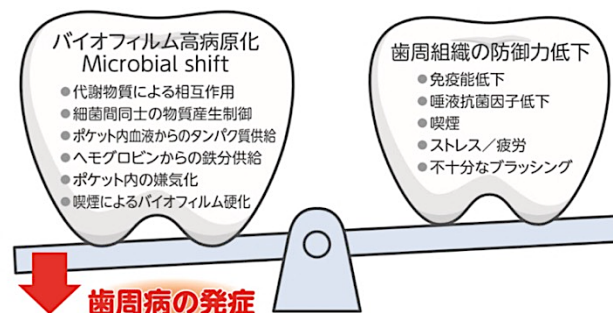 バイオフィルム高病原化
Microbial shift
●代謝物質による相互作用
●細菌間同士の物質産生制御
●ポケット内血液からのタンパク質供給
●ヘモグロビンからの鉄分供給
●ポケット内の嫌気化
●喫煙によるバイオフィルム硬化
歯周組織の防御力低下
●免疫能低下
●唾液抗菌因子低下
●喫煙
●ストレス／疲労
●不十分なブラッシング
歯周病の発症